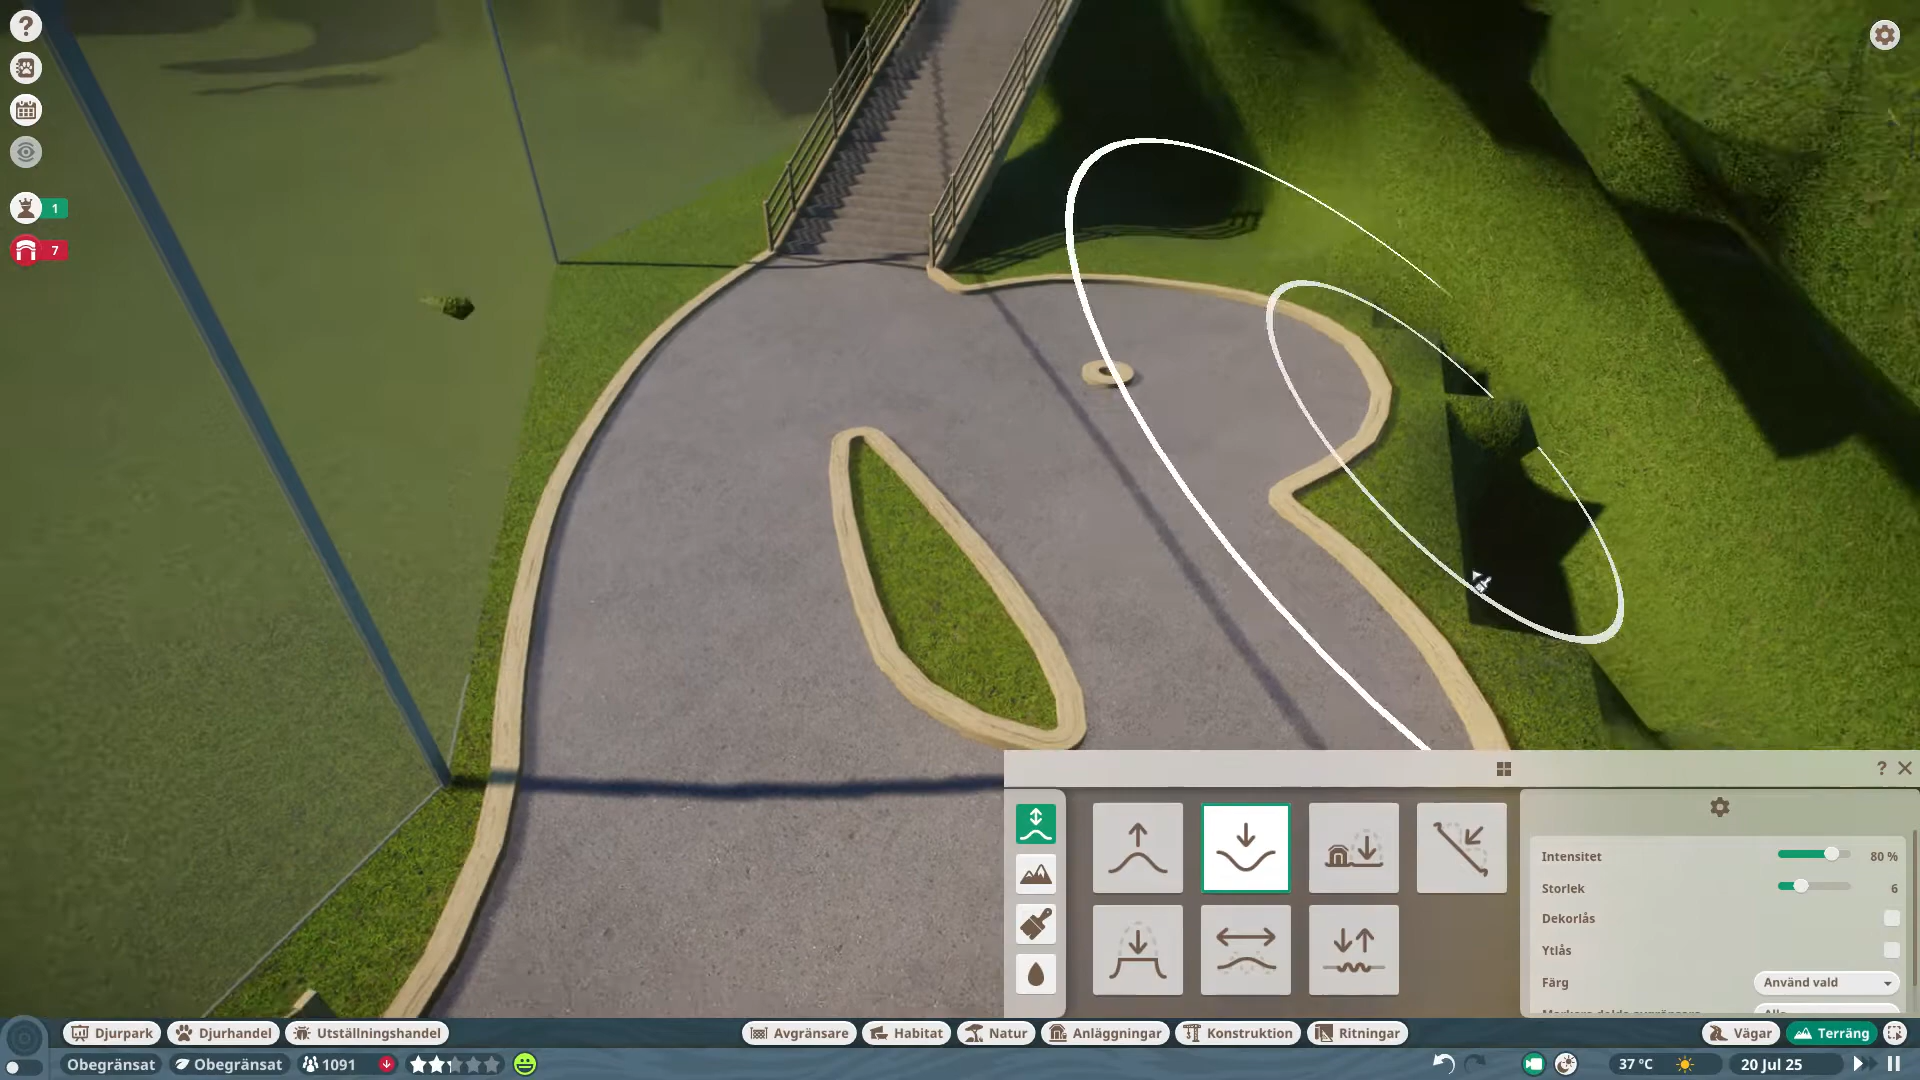 ?
1
7
?
Intensitet 80 %
Storlek 6
Dekorlås
Ytlås
Färg Använd vald
Djurpark Djurhandel Utställningshandel Avgränsare Habitat Natur Anläggningar Konstruktion Ritningar Vägar Terräng
Obegränsat Obegränsat 1091 37 °C 20 Jul 25